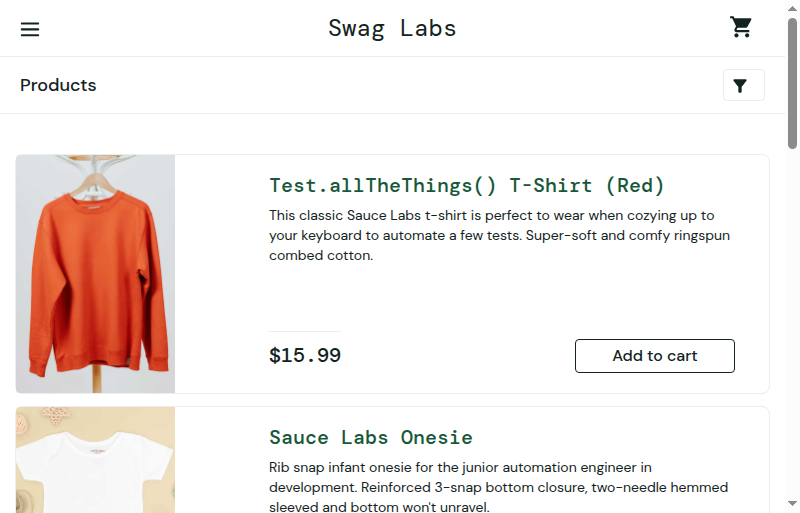 Swag Labs
Products
Test.allTheThings() T-Shirt (Red)
This classic Sauce Labs t-shirt is perfect to wear when cozying up to
your keyboard to automate a few tests. Super-soft and comfy ringspun
combed cotton.
$15.99
Add to cart
Sauce Labs Onesie
Rib snap infant onesie for the junior automation engineer in
development. Reinforced 3-snap bottom closure, two-needle hemmed
sleeved and bottom won't unravel.